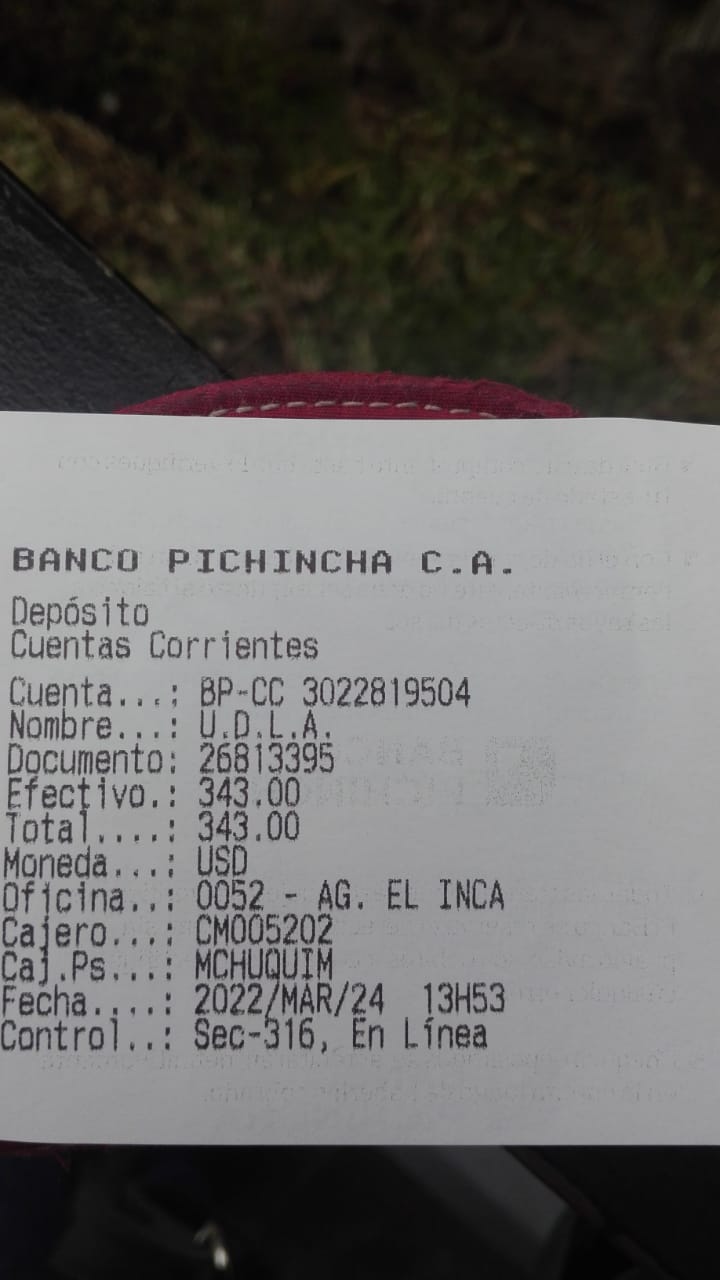 BANCO PICHINCHA C.A.
Depósito
Cuentas Corrientes
Cuenta...: BP-CC 3022819504
Nombre...: U.D.L.A.
Documento: 26813395
Efectivo.: 343.00
Total....: 343.00
Moneda...: USD
Oficina..: 0052 - AG. EL INCA
Cajero...: CM005202
Caj.Ps...: MCHUQUIM
Fecha....: 2022/MAR/24 13H53
Control..: Sec-316, En Línea